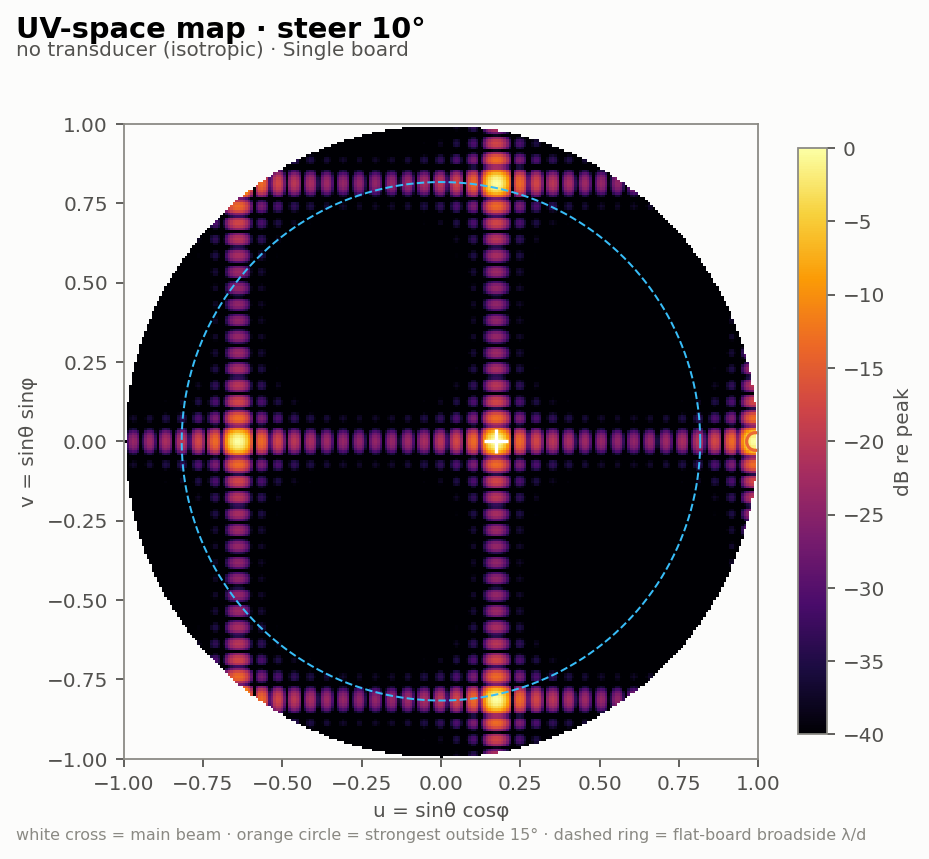 UV-space map · steer 10°
no transducer (isotropic) · Single board
1.00
0.75
0.50
0.25
0.00
−0.25
−0.50
−0.75
−1.00
v = sinθ sinφ
−1.00 −0.75 −0.50 −0.25 0.00 0.25 0.50 0.75 1.00
u = sinθ cosφ
0
−5
−10
−15
−20
−25
−30
−35
−40
dB re peak
white cross = main beam · orange circle = strongest outside 15° · dashed ring = flat-board broadside λ/d